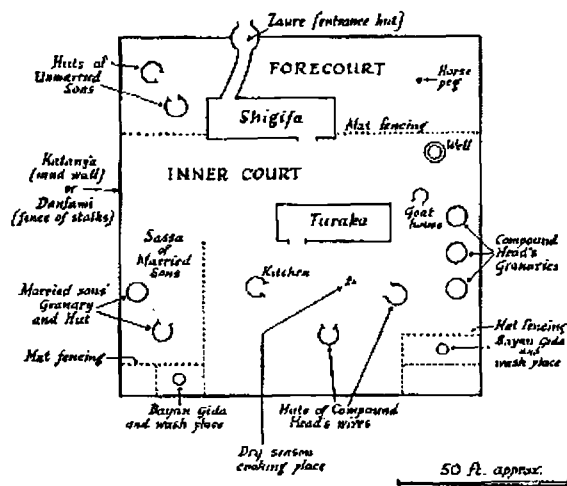 Zaure [entrance hut]
Huts of
Unmarried
Sons
FORECOURT
Horse
peg
Shigifa
Mat fencing
Well
Katanga
[mud wall]
or
Danfami
[fence of stalks]
INNER COURT
Turaka
Goat
house
Compound
Head's
Granaries
Sassa
of
Married
Sons
Kitchen
Married sons'
Granary
and Hut
Mat fencing
Mat fencing
Bayan Gida
and
wash place
Bayan Gida
and wash place
Huts of Compound
Head's wives
Dry season
cooking place
50 ft. approx.